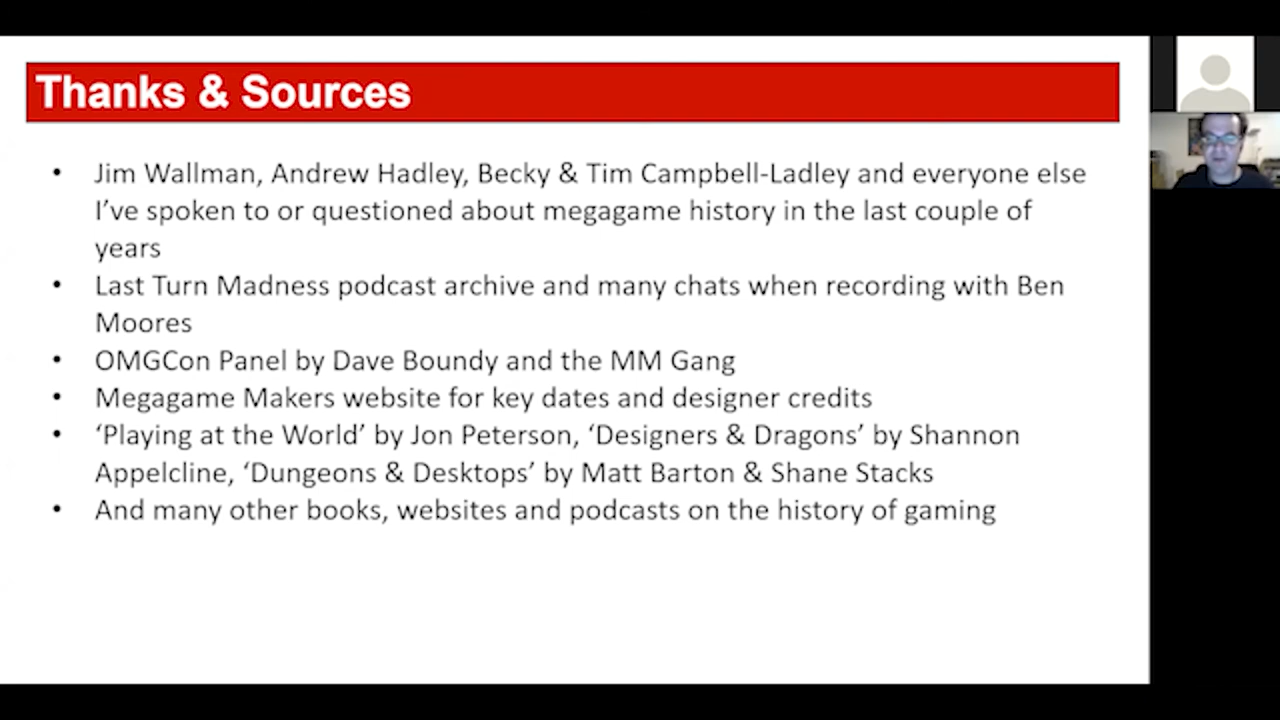 Thanks & Sources
• Jim Wallman, Andrew Hadley, Becky & Tim Campbell-Ladley and everyone else
I’ve spoken to or questioned about megagame history in the last couple of
years
• Last Turn Madness podcast archive and many chats when recording with Ben
Moores
• OMGCon Panel by Dave Boundy and the MM Gang
• Megagame Makers website for key dates and designer credits
• ‘Playing at the World’ by Jon Peterson, ‘Designers & Dragons’ by Shannon
Appelcline, ‘Dungeons & Desktops’ by Matt Barton & Shane Stacks
• And many other books, websites and podcasts on the history of gaming